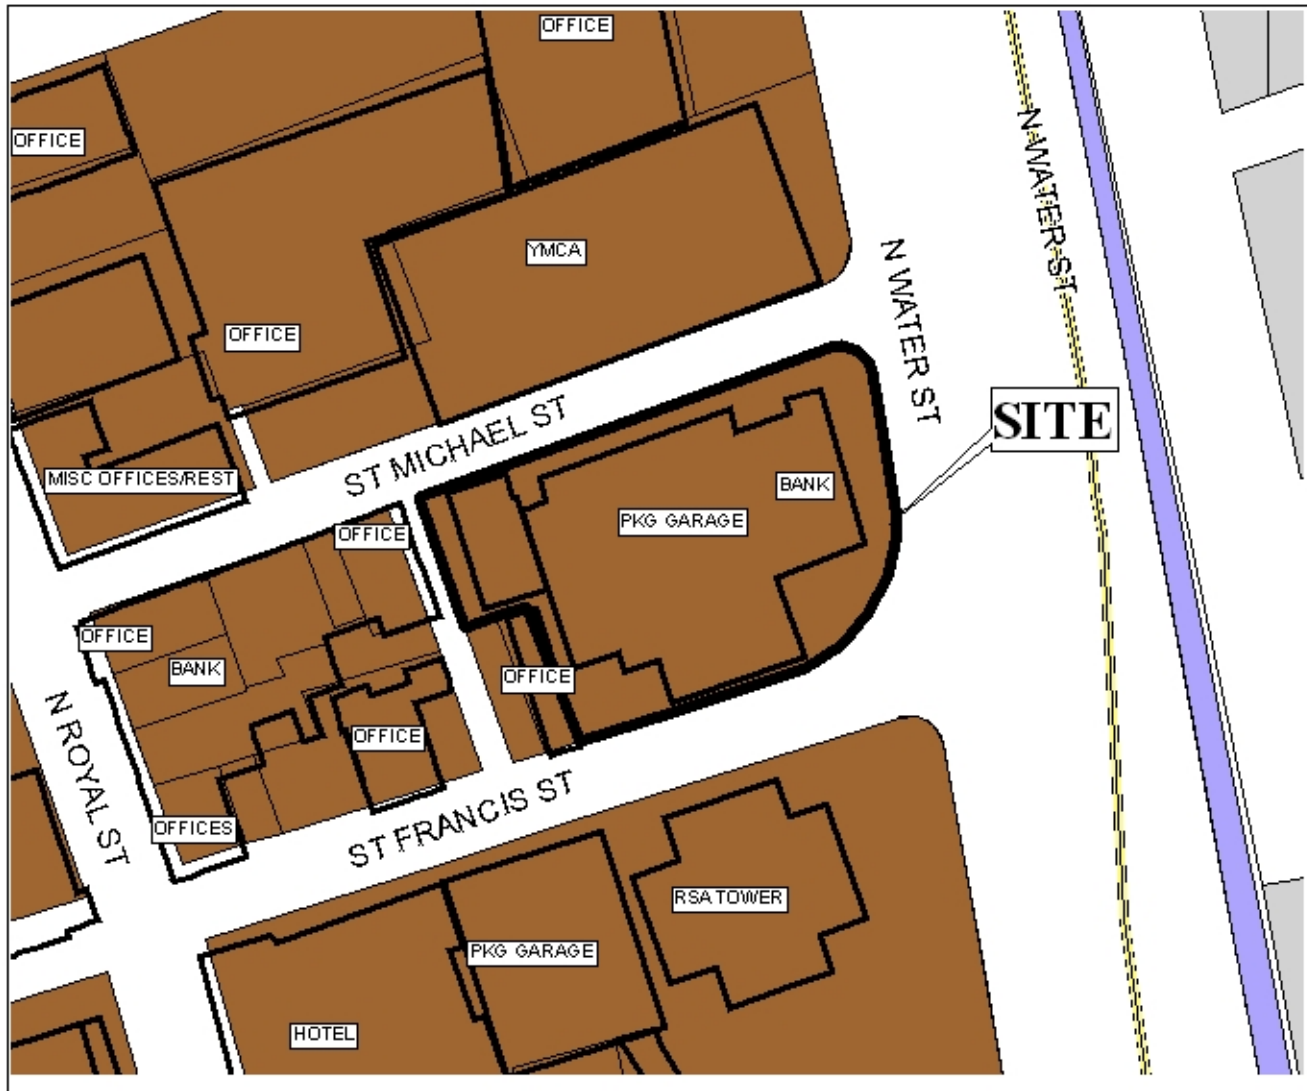 OFFICE
OFFICE
N WATER ST
YMCA
N WATER ST
OFFICE
SITE
ST MICHAEL ST
MISC OFFICES/REST
BANK
PKG GARAGE
OFFICE
OFFICE
BANK
OFFICE
N ROYAL ST
OFFICE
OFFICES
ST FRANCIS ST
RSA TOWER
PKG GARAGE
HOTEL